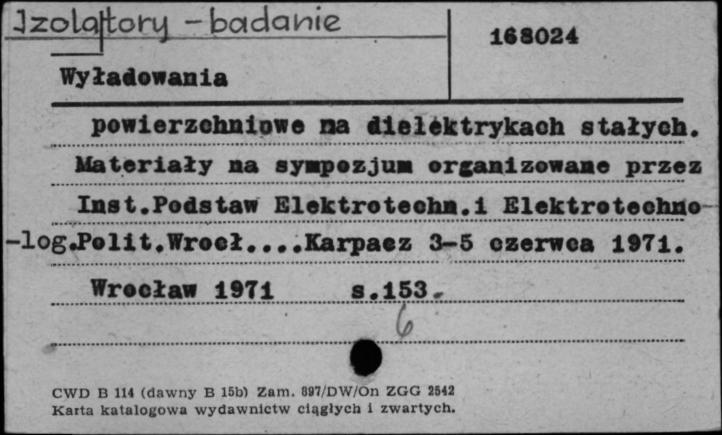 Izolatory - badanie
168024
Wyładowania
powierzchniowe na dielektrykach stałych.
Materiały na sympozjum organizowane przez
Inst.Podstaw Elektrotechn.i Elektrotechno-
-log.Polit.Wrocł....Karpacz 3-5 czerwca 1971.
Wrocław 1971 s.153.
6
CWD B 114 (dawny B 15b) Zam. 897/DW/On ZGG 2542
Karta katalogowa wydawnictw ciągłych i zwartych.